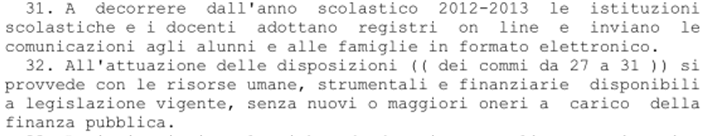 31. A decorrere dall'anno scolastico 2012-2013 le istituzioni
scolastiche e i docenti adottano registri on line e inviano le
comunicazioni agli alunni e alle famiglie in formato elettronico.
32. All'attuazione delle disposizioni (( dei commi da 27 a 31 )) si
provvede con le risorse umane, strumentali e finanziarie disponibili
a legislazione vigente, senza nuovi o maggiori oneri a carico della
finanza pubblica.